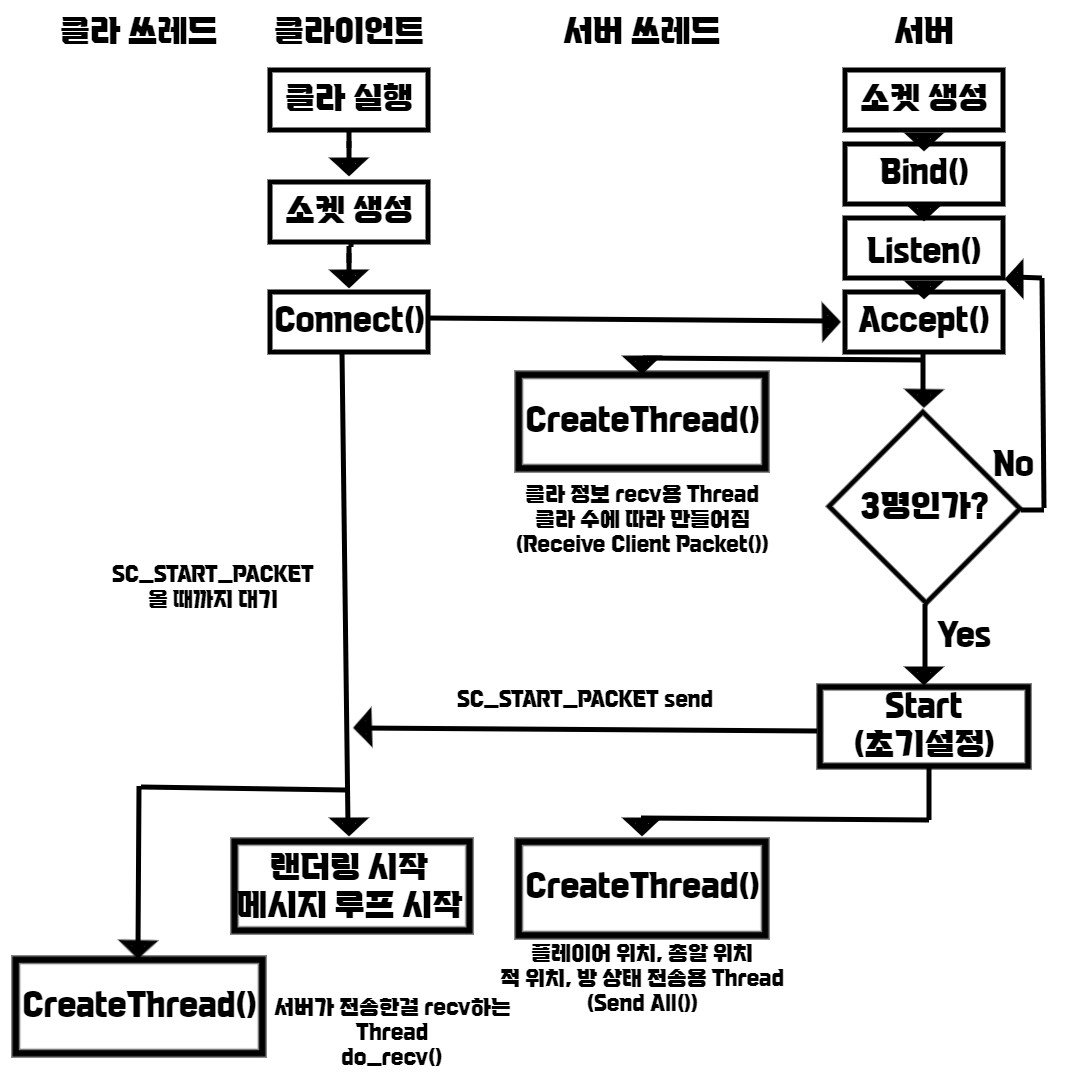 클라 쓰레드
클라이언트
서버 쓰레드
서버
클라 실행
소켓 생성
소켓 생성
Bind()
Listen()
Connect()
Accept()
CreateThread()
No
3명인가?
클라 정보 recv용 Thread
클라 수에 따라 만들어짐
(Receive Client Packet())
SC_START_PACKET
올 때까지 대기
Yes
SC_START_PACKET send
Start
(초기설정)
랜더링 시작
메시지 루프 시작
CreateThread()
플레이어 위치, 총알 위치
적 위치, 방 상태 전송용 Thread
(Send All())
CreateThread()
서버가 전송한걸 recv하는
Thread
do_recv()